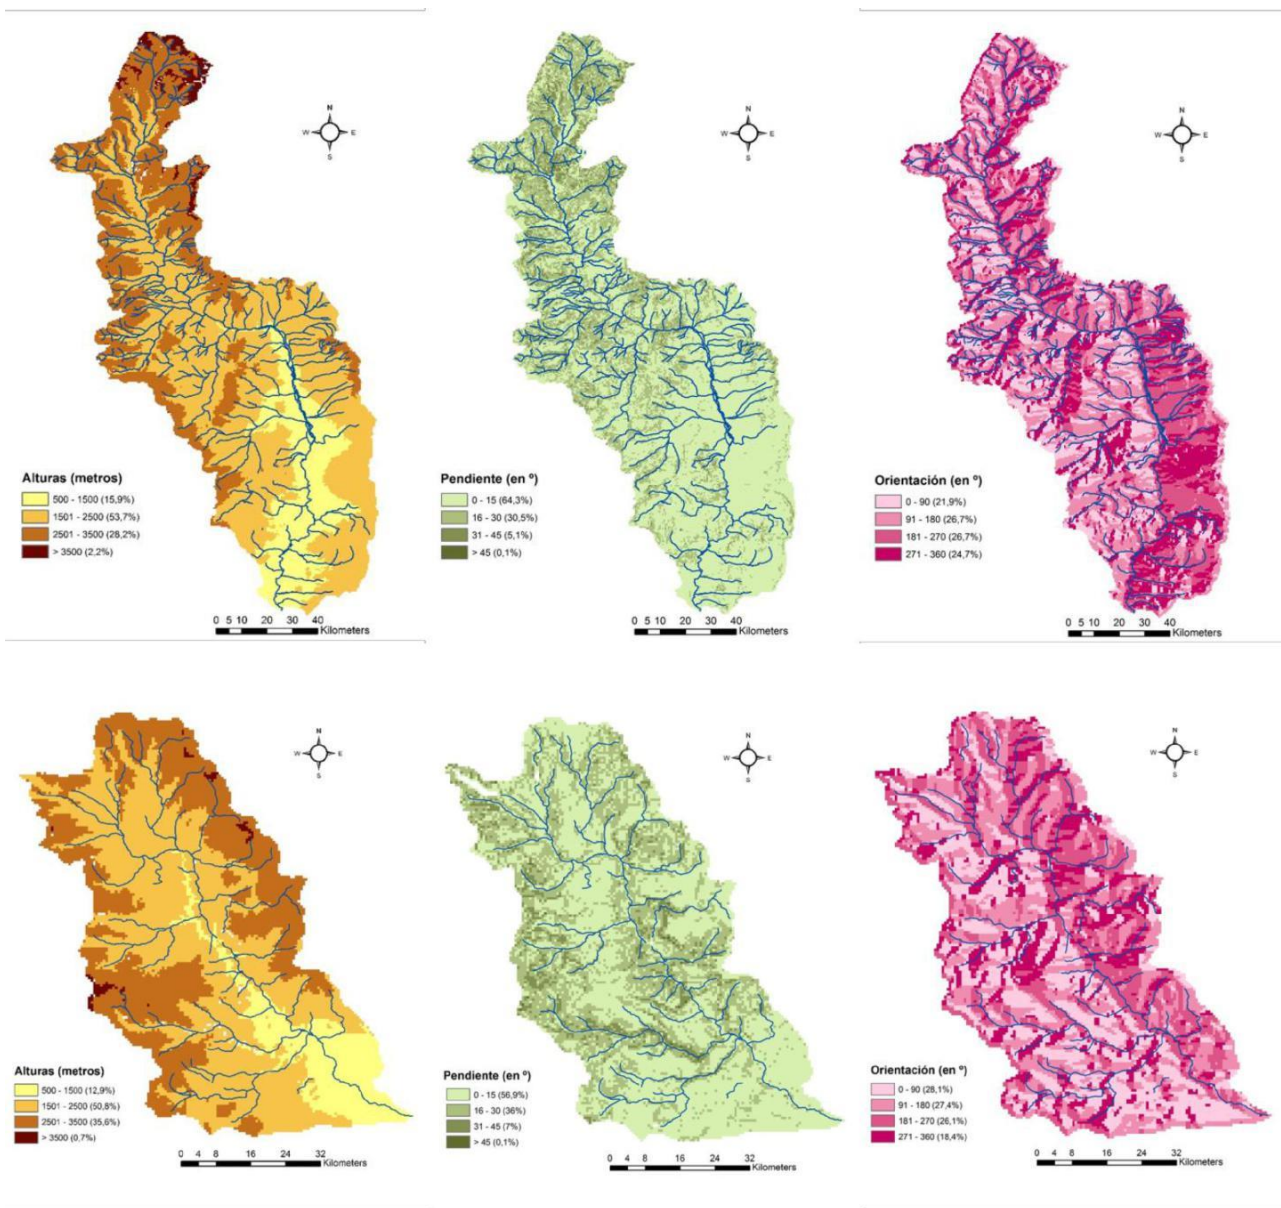 N
W E
S
Alturas (metros)
500 - 1500 (15,9%)
1501 - 2500 (53,7%)
2501 - 3500 (28,2%)
> 3500 (2,2%)
0 5 10 20 30 40
Kilometers
N
W E
S
Pendiente (en º)
0 - 15 (64,3%)
16 - 30 (30,5%)
31 - 45 (5,1%)
> 45 (0,1%)
0 5 10 20 30 40
Kilometers
N
W E
S
Orientación (en º)
0 - 90 (21,9%)
91 - 180 (26,7%)
181 - 270 (26,7%)
271 - 360 (24,7%)
0 5 10 20 30 40
Kilometers
N
W E
S
Alturas (metros)
500 - 1500 (12,9%)
1501 - 2500 (50,8%)
2501 - 3500 (35,6%)
> 3500 (0,7%)
0 4 8 16 24 32
Kilometers
N
W E
S
Pendiente (en º)
0 - 15 (56,9%)
16 - 30 (36%)
31 - 45 (7%)
> 45 (0,1%)
0 4 8 16 24 32
Kilometers
N
W E
S
Orientación (en º)
0 - 90 (28,1%)
91 - 180 (27,4%)
181 - 270 (26,1%)
271 - 360 (18,4%)
0 4 8 16 24 32
Kilometers